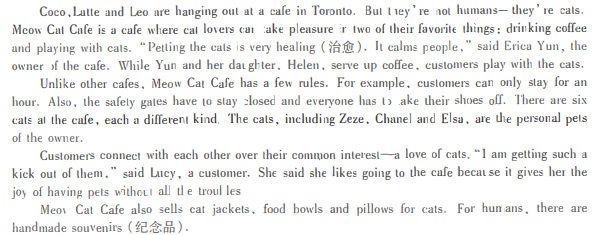 Coco, Latte and Leo are hanging out at a cafe in Toronto. But they're not humans—they're cats.
Meow Cat Cafe is a cafe where cat lovers can take pleasure in two of their favorite things: drinking coffee
and playing with cats. "Petting the cats is very healing (治愈). It calms people," said Erica Yun, the
owner of the cafe. While Yun and her daughter, Helen, serve up coffee, customers play with the cats.
Unlike other cafes, Meow Cat Cafe has a few rules. For example, customers can only stay for an
hour. Also, the safety gates have to stay closed and everyone has to take their shoes off. There are six
cats at the cafe, each a different kind. The cats, including Zeze, Chanel and Elsa, are the personal pets
of the owner.
Customers connect with each other over their common interest—a love of cats. "I am getting such a
kick out of them," said Lucy, a customer. She said she likes going to the cafe because it gives her the
joy of having pets without all the troubles
Meow Cat Cafe also sells cat jackets, food bowls and pillows for cats. For humans, there are
handmade souvenirs (纪念品).